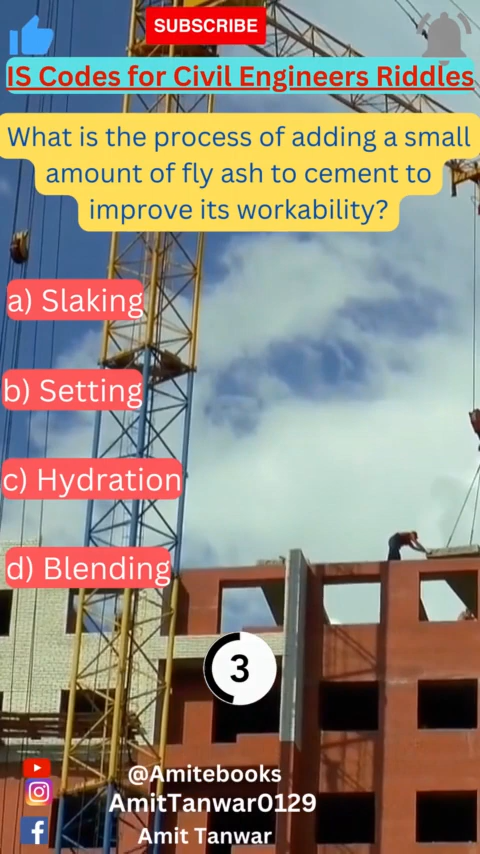 SUBSCRIBE
IS Codes for Civil Engineers Riddles
What is the process of adding a small
amount of fly ash to cement to
improve its workability?
a) Slaking
b) Setting
c) Hydration
d) Blending
3
@Amitebooks
AmitTanwar0129
Amit Tanwar